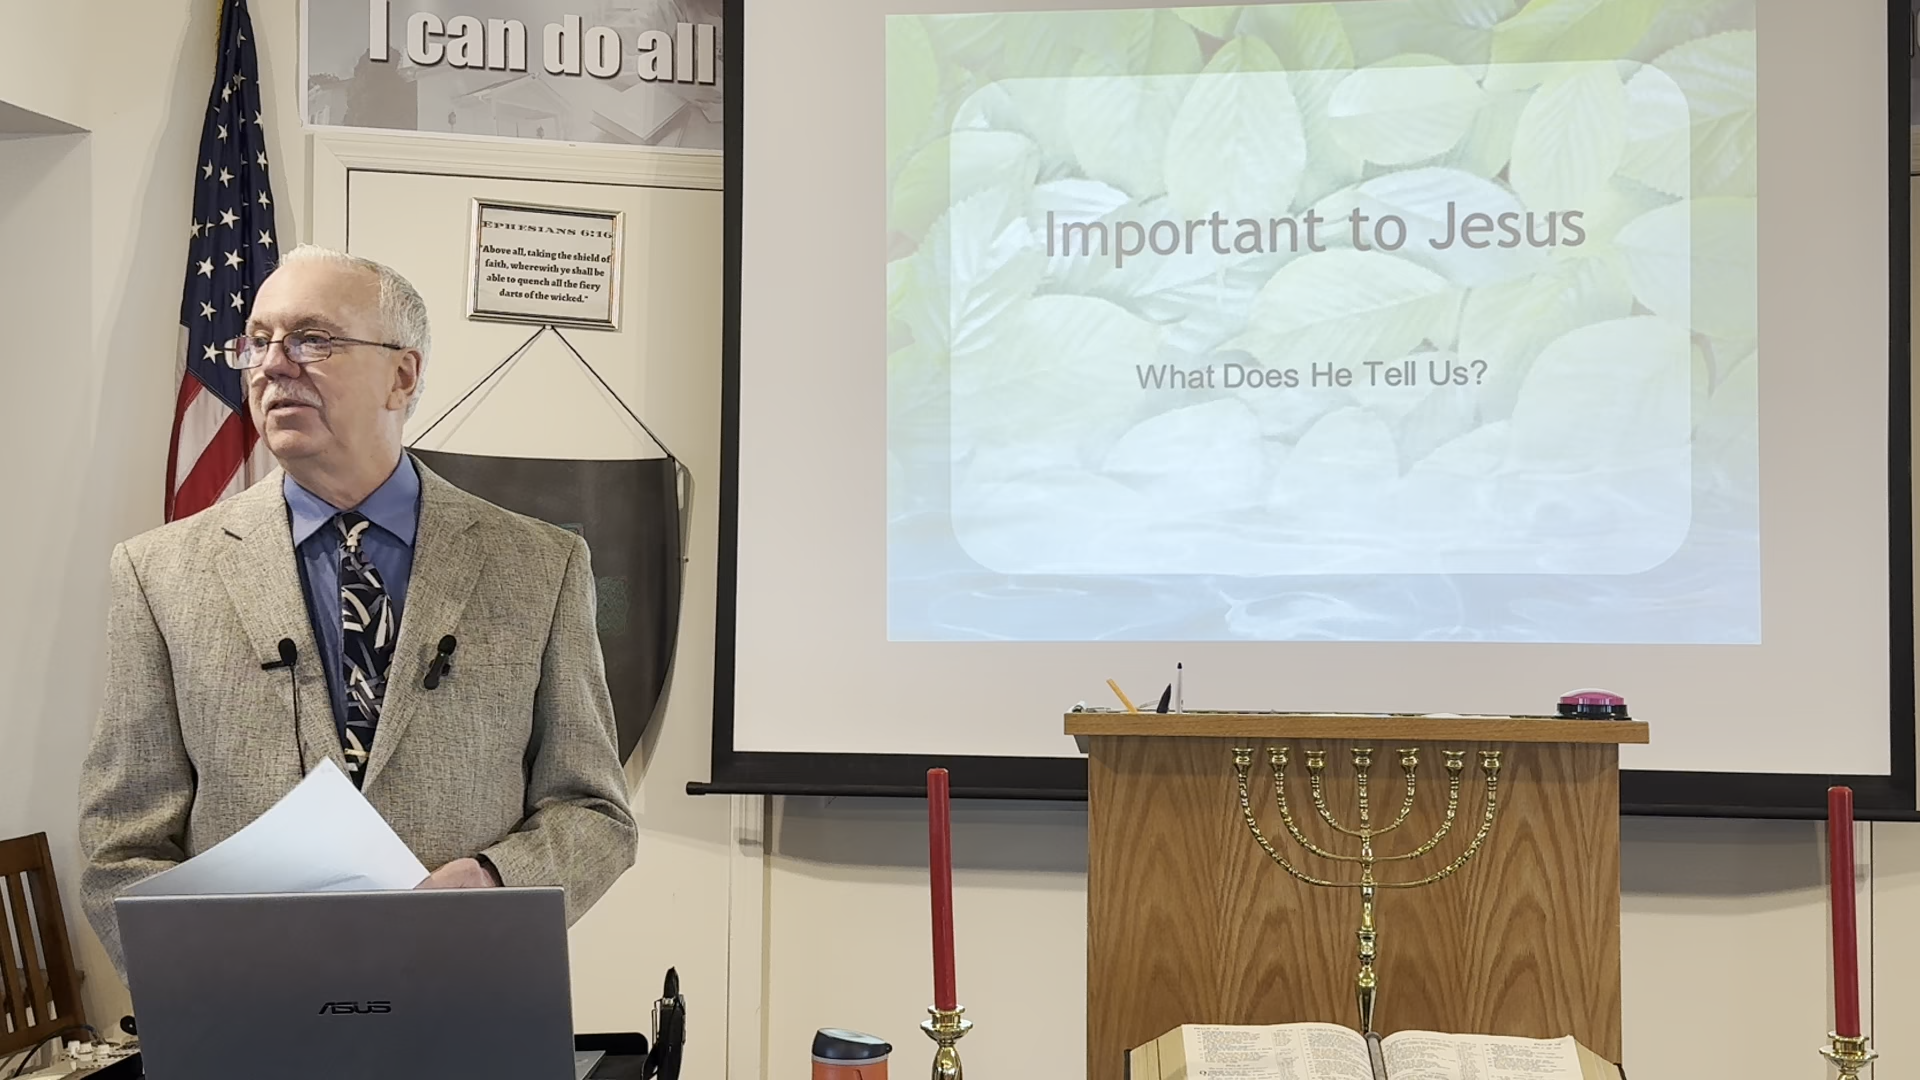 I can do all
EPHESIANS 6:16
"Above all, taking the shield of
faith, wherewith ye shall be
able to quench all the fiery
darts of the wicked."
Important to Jesus
What Does He Tell Us?
ASUS